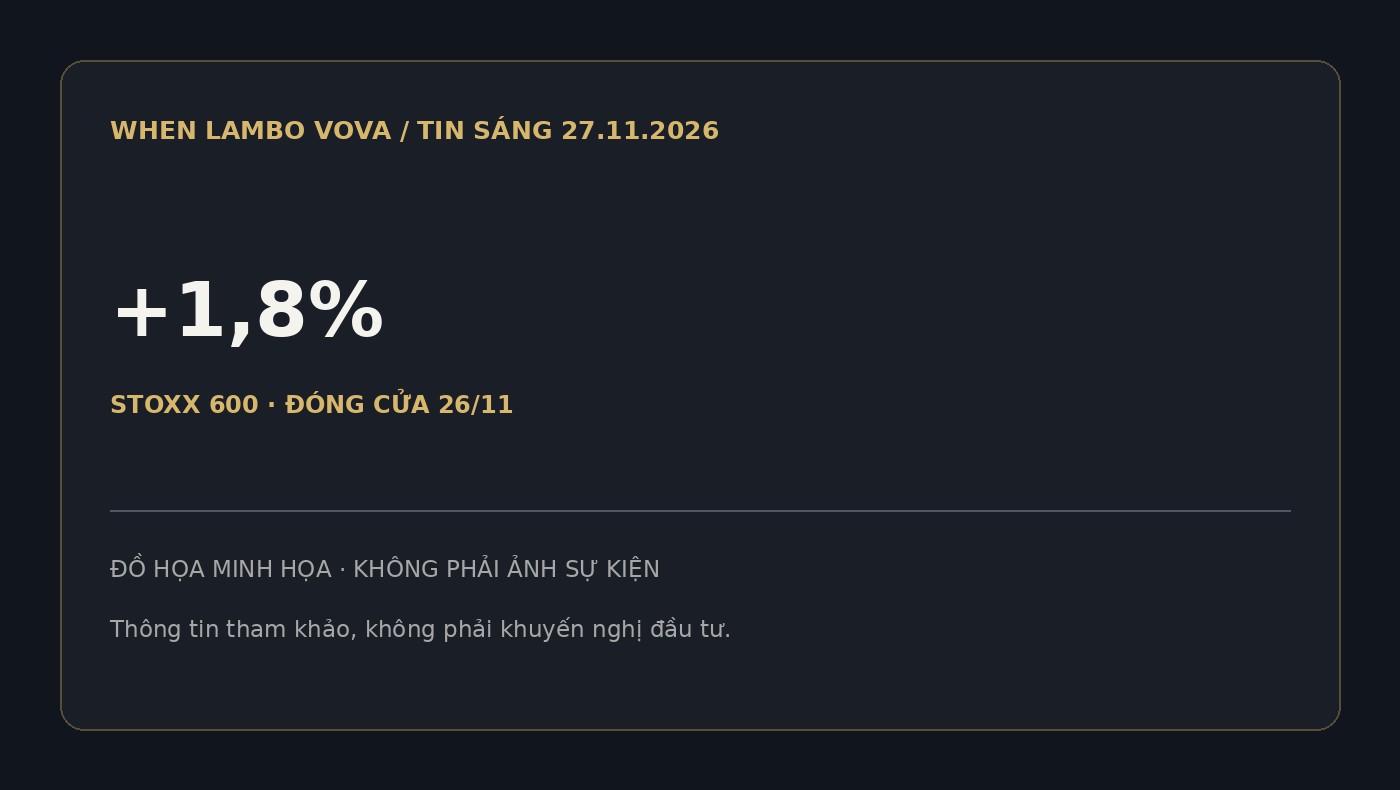 WHEN LAMBO VOVA / TIN SÁNG 27.11.2026
+1,8%
STOXX 600 · ĐÓNG CỬA 26/11
ĐỒ HỌA MINH HỌA · KHÔNG PHẢI ẢNH SỰ KIỆN
Thông tin tham khảo, không phải khuyến nghị đầu tư.